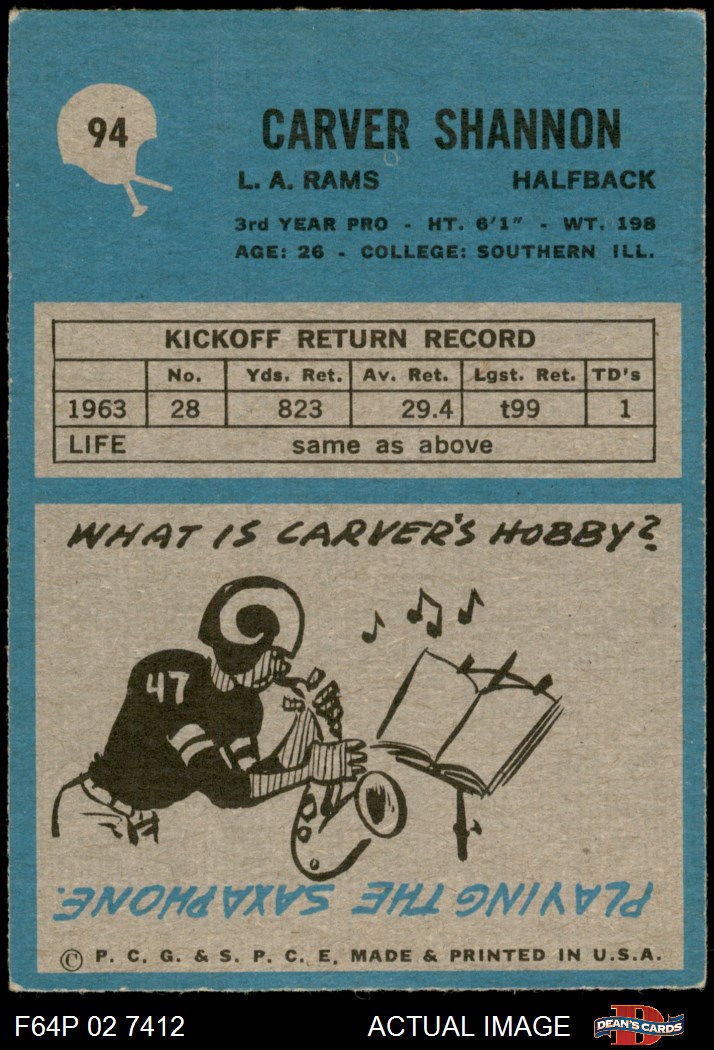 94
CARVER SHANNON
L. A. RAMS HALFBACK
3rd YEAR PRO - HT. 6'1" - WT. 198
AGE: 26 - COLLEGE: SOUTHERN ILL.
KICKOFF RETURN RECORD
No. Yds. Ret. Av. Ret. Lgst. Ret. TD's
1963 28 823 29.4 t99 1
LIFE same as above
WHAT IS CARVER'S HOBBY?
47
PLAYING THE SAXAPHONE.
© P. C. G. & S. P. C. E. MADE & PRINTED IN U.S.A.
F64P 02 7412 ACTUAL IMAGE D DEAN'S CARDS